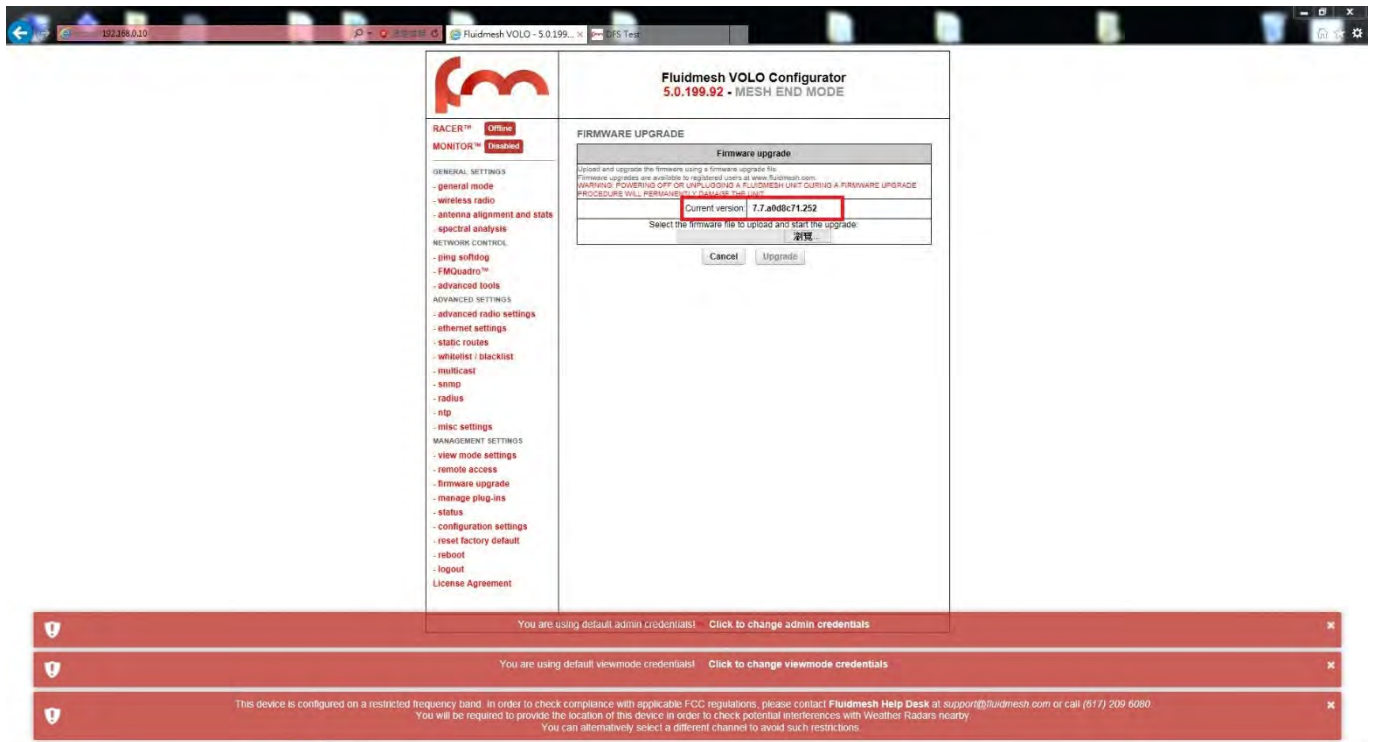 192.168.0.10
Fluidmesh VOLO - 5.0.199...
DFS Test
fm
Fluidmesh VOLO Configurator
5.0.199.92 - MESH END MODE
RACER™ Offline
MONITOR™ Disabled
GENERAL SETTINGS
- general mode
- wireless radio
- antenna alignment and stats
- spectral analysis
NETWORK CONTROL
- ping softdog
- FMQuadro™
- advanced tools
ADVANCED SETTINGS
- advanced radio settings
- ethernet settings
- static routes
- whitelist / blacklist
- multicast
- snmp
- radius
- ntp
- misc settings
MANAGEMENT SETTINGS
- view mode settings
- remote access
- firmware upgrade
- manage plug-ins
- status
- configuration settings
- reset factory default
- reboot
- logout
License Agreement
FIRMWARE UPGRADE
Firmware upgrade
Upload and upgrade the firmware using a firmware upgrade file.
Firmware upgrades are available to registered users at www.fluidmesh.com.
WARNING: POWERING OFF OR UNPLUGGING A FLUIDMESH UNIT DURING A FIRMWARE UPGRADE
PROCEDURE WILL PERMANENTLY DAMAGE THE UNIT
Current version: 7.7.a0d8c71.252
Select the firmware file to upload and start the upgrade:
瀏覽...
Cancel Upgrade
You are using default admin credentials! Click to change admin credentials
You are using default viewmode credentials! Click to change viewmode credentials
This device is configured on a restricted frequency band. In order to check compliance with applicable FCC regulations, please contact Fluidmesh Help Desk at support@fluidmesh.com or call (617) 209 6080.
You will be required to provide the location of this device in order to check potential interferences with Weather Radars nearby.
You can alternatively select a different channel to avoid such restrictions.